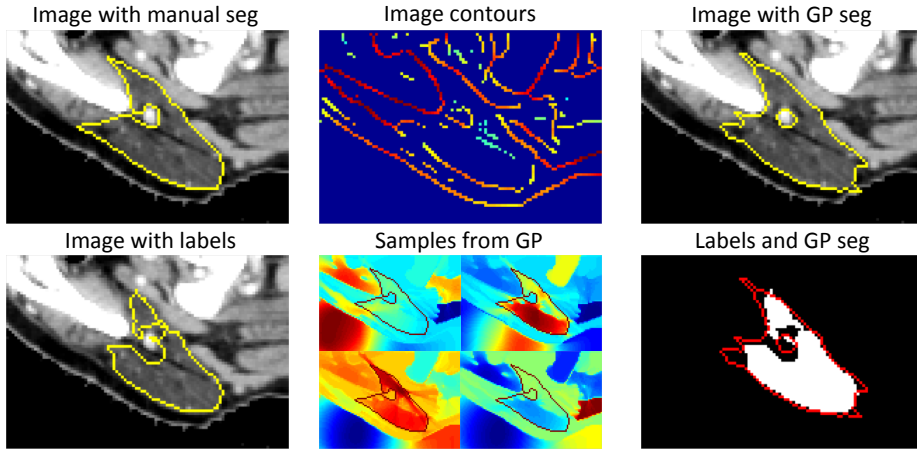 Image with manual seg
Image contours
Image with GP seg
Image with labels
Samples from GP
Labels and GP seg